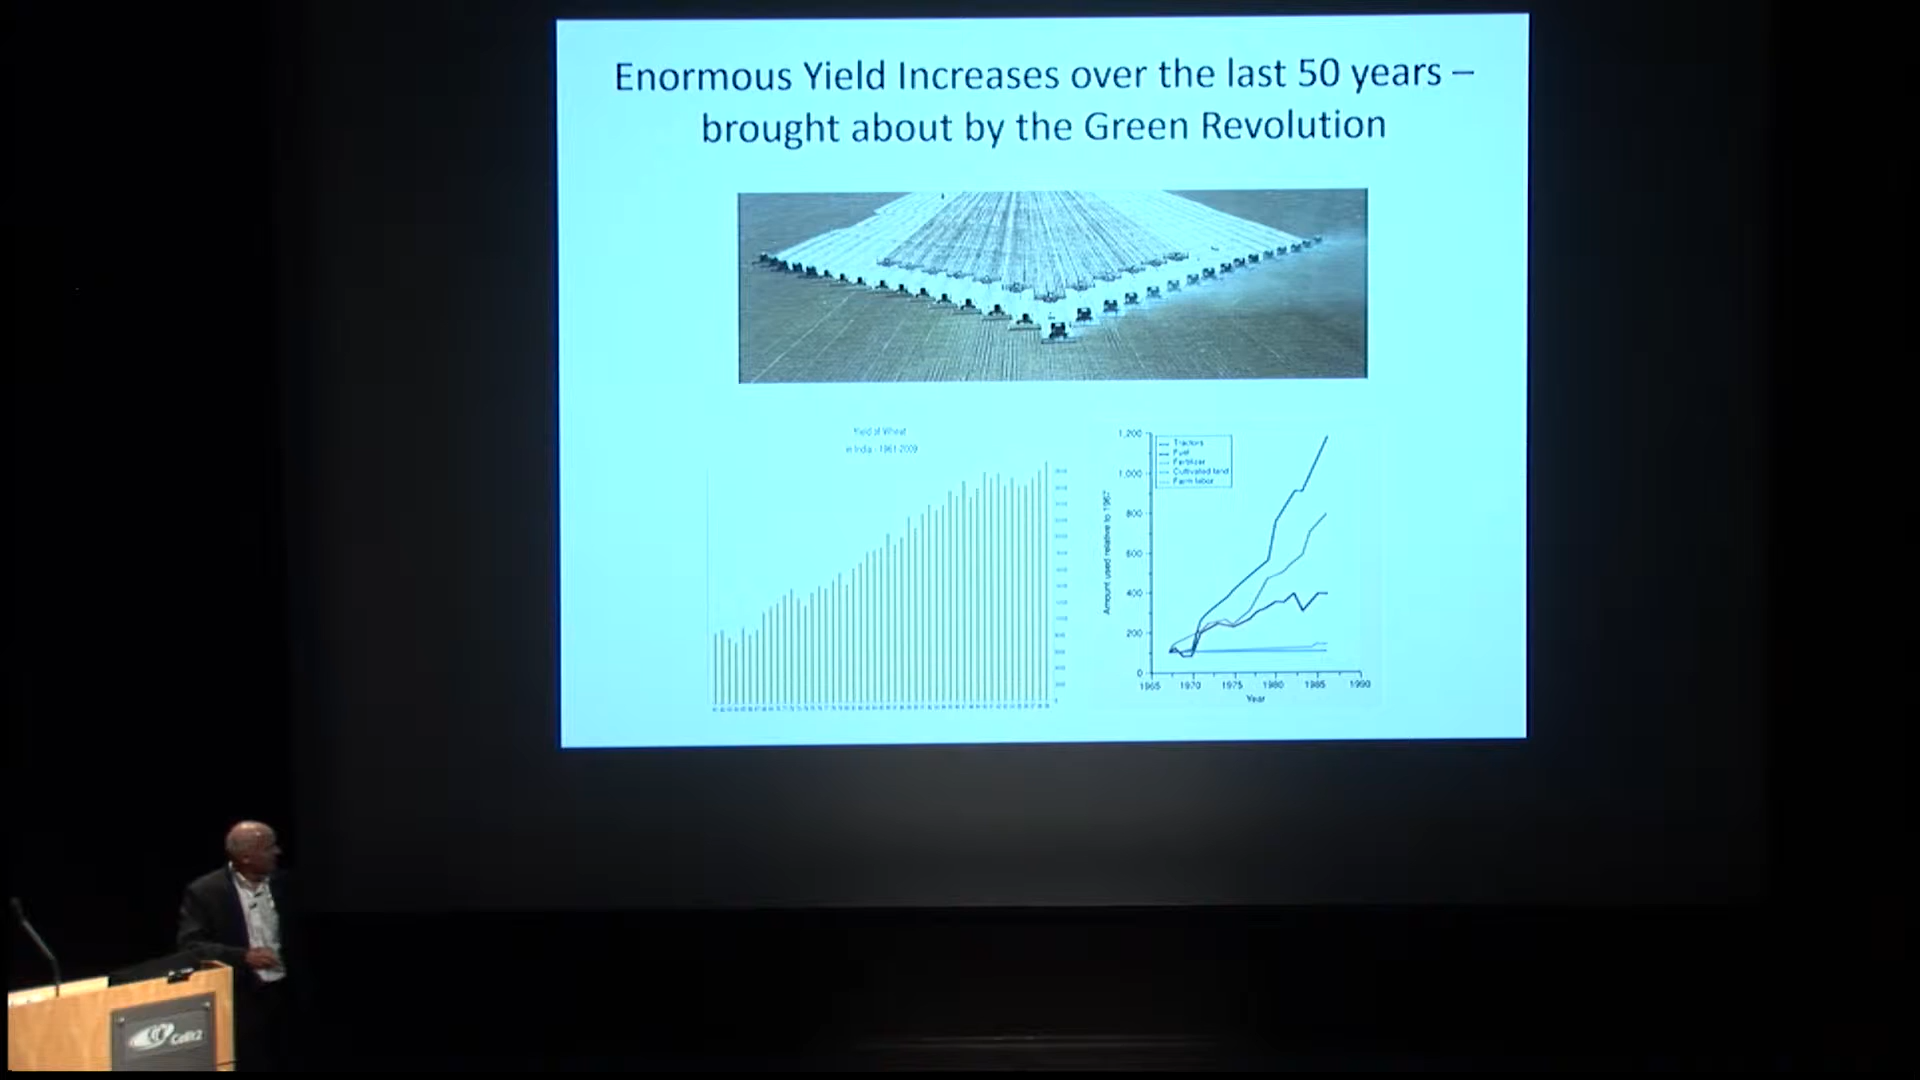 Enormous Yield Increases over the last 50 years –
brought about by the Green Revolution
Yield of Wheat
in India - 1961-2009
1,200
1,000
800
600
400
200
0
Tractors
Fuel
Fertilizer
Cultivated land
Farm labor
Amount used relative to 1967
1965 1970 1975 1980 1985 1990
Year
Calit2